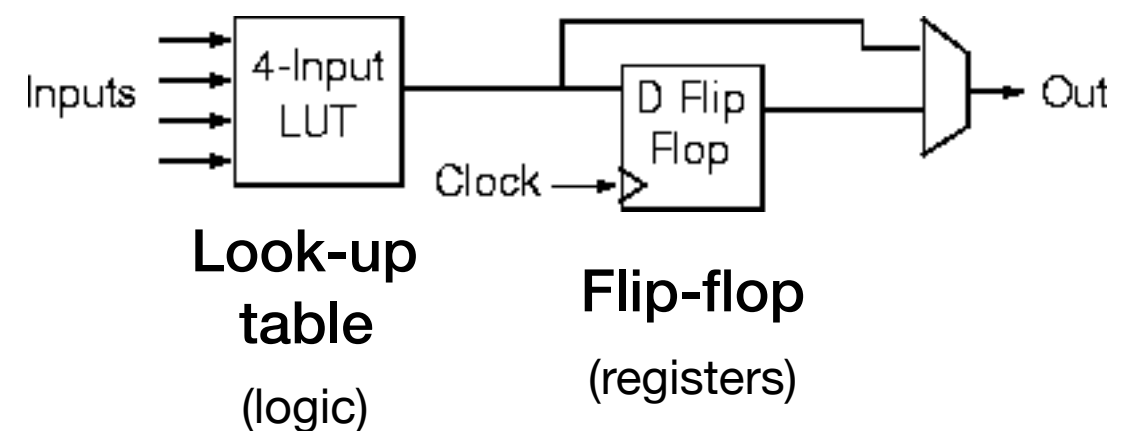 Inputs
4-Input
LUT
D Flip
Flop
Clock
Out
Look-up
table
(logic)
Flip-flop
(registers)